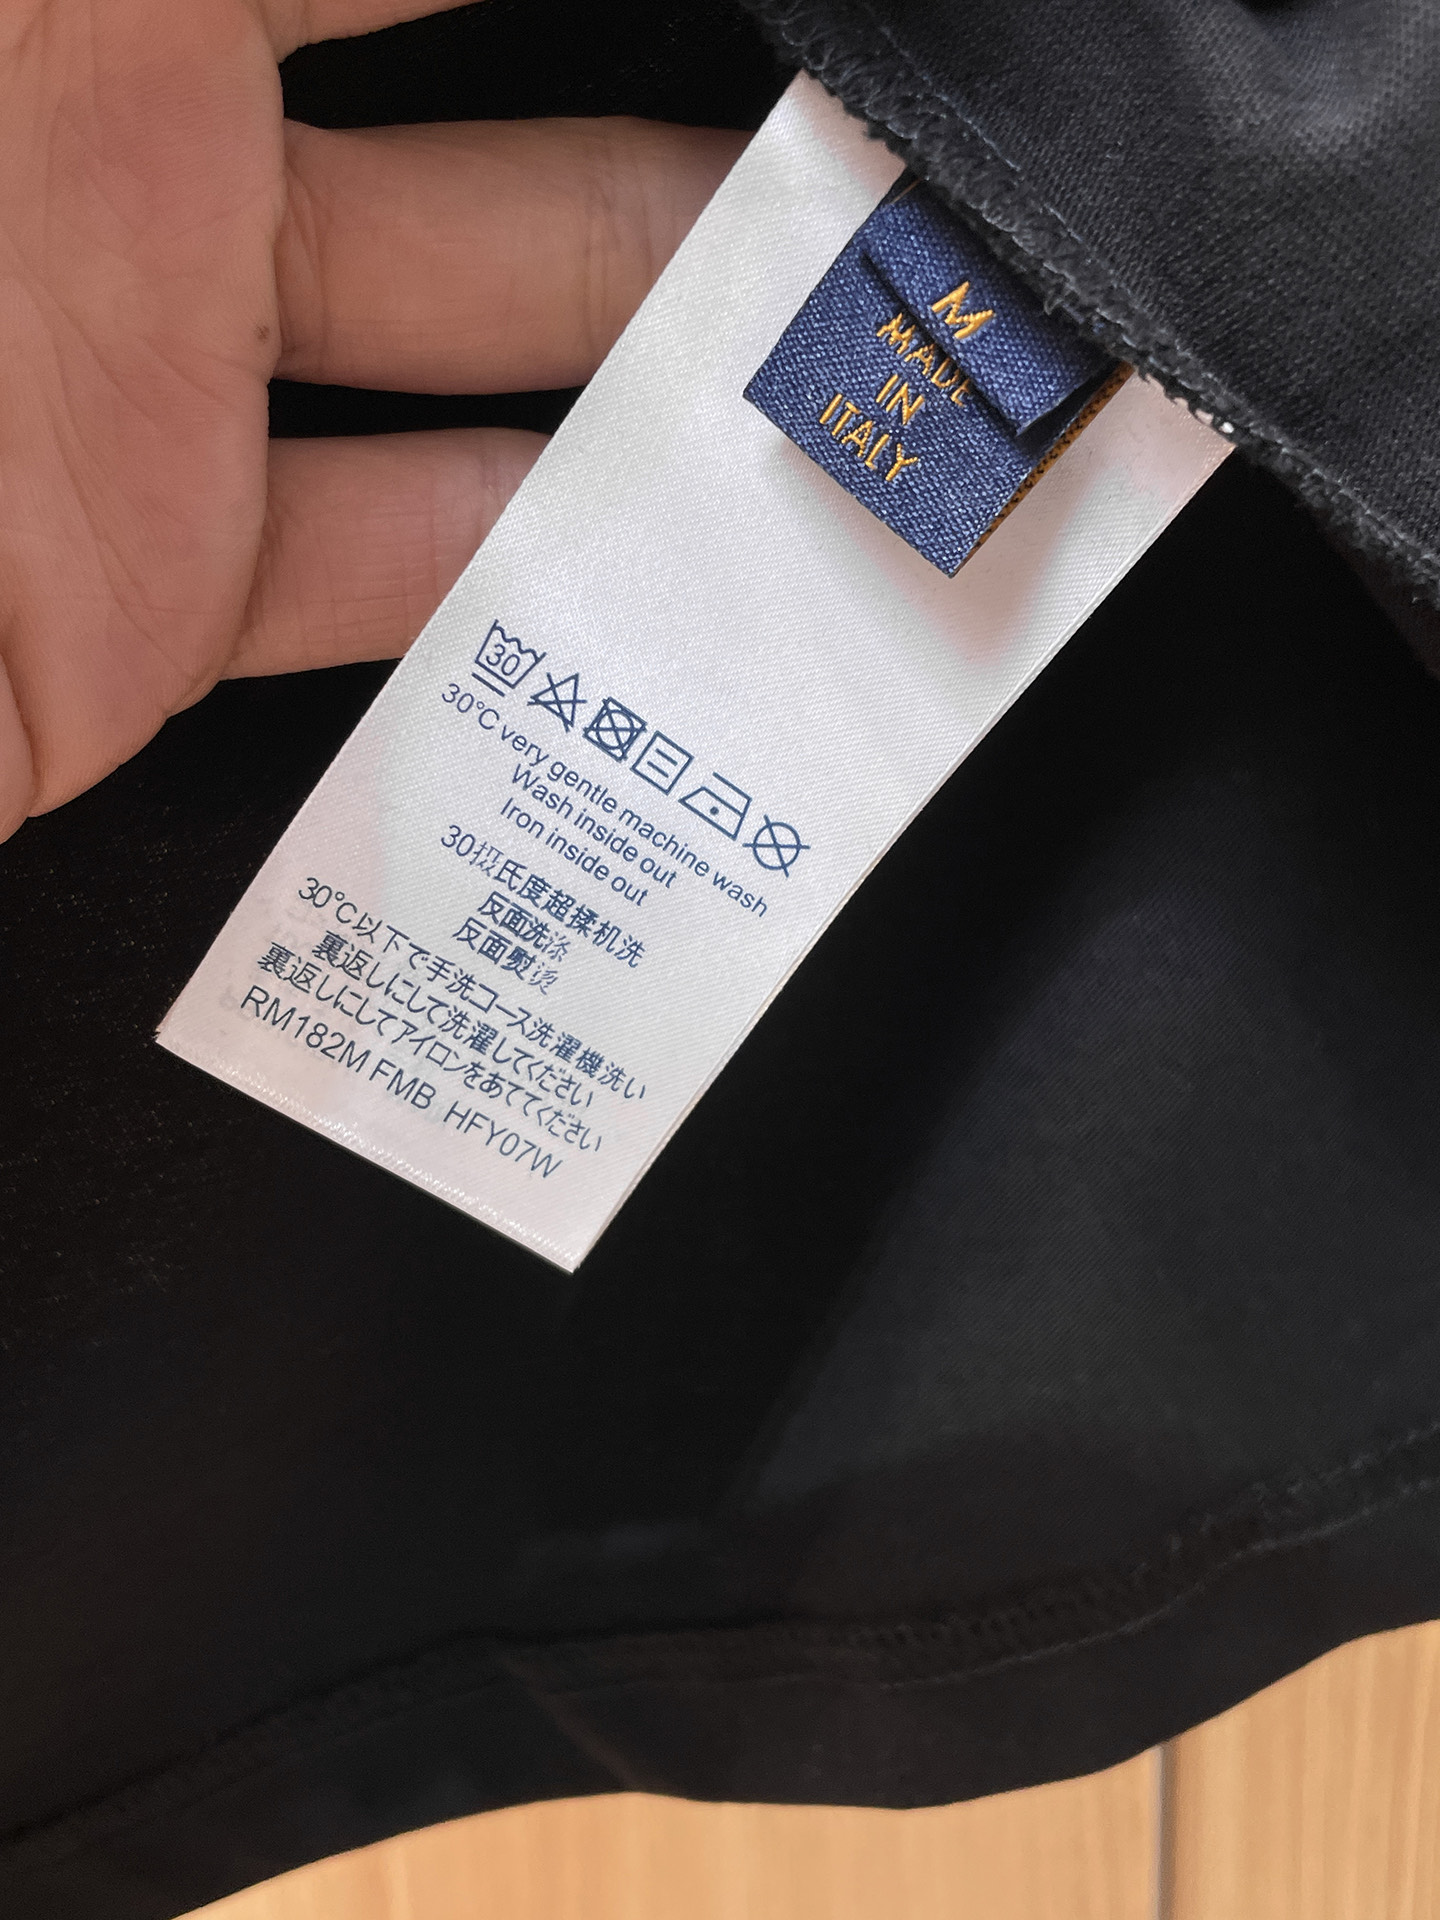 M
MADE
IN
ITALY
30
30°C very gentle machine wash
Wash inside out
Iron inside out
30摄氏度超揉机洗
反面洗涤
反面熨烫
30℃以下で手洗コース洗濯機洗い
裏返しにして洗濯してください
裏返しにしてアイロンをあててください
RM182M FMB HFY07W